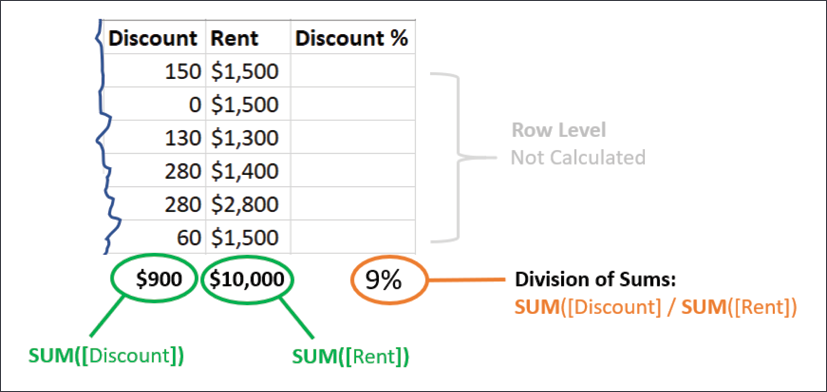 Discount Rent Discount %
150 $1,500
0 $1,500
130 $1,300
280 $1,400
280 $2,800
60 $1,500
Row Level
Not Calculated
$900 $10,000 9%
Division of Sums:
SUM([Discount] / SUM([Rent])
SUM([Discount])
SUM([Rent])